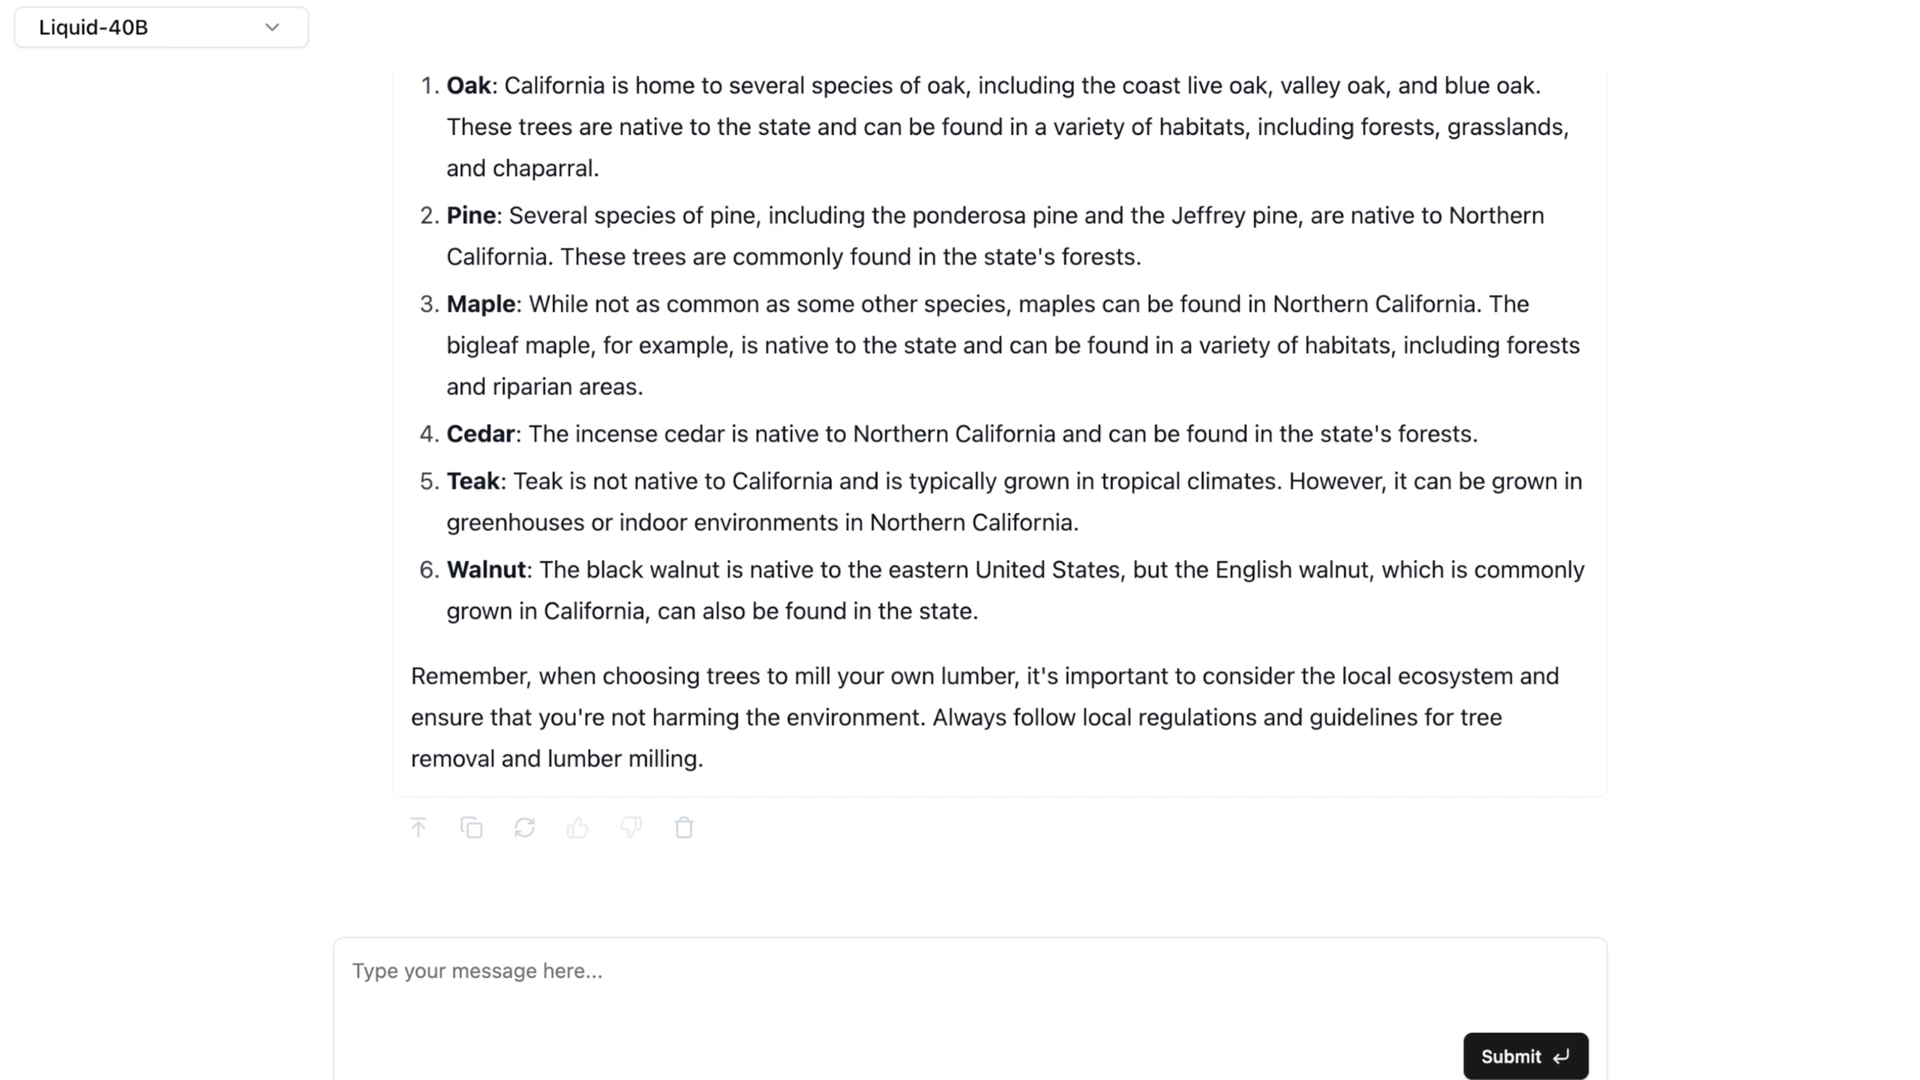 Liquid-40B
1. Oak: California is home to several species of oak, including the coast live oak, valley oak, and blue oak.
These trees are native to the state and can be found in a variety of habitats, including forests, grasslands,
and chaparral.
2. Pine: Several species of pine, including the ponderosa pine and the Jeffrey pine, are native to Northern
California. These trees are commonly found in the state's forests.
3. Maple: While not as common as some other species, maples can be found in Northern California. The
bigleaf maple, for example, is native to the state and can be found in a variety of habitats, including forests
and riparian areas.
4. Cedar: The incense cedar is native to Northern California and can be found in the state's forests.
5. Teak: Teak is not native to California and is typically grown in tropical climates. However, it can be grown in
greenhouses or indoor environments in Northern California.
6. Walnut: The black walnut is native to the eastern United States, but the English walnut, which is commonly
grown in California, can also be found in the state.
Remember, when choosing trees to mill your own lumber, it's important to consider the local ecosystem and
ensure that you're not harming the environment. Always follow local regulations and guidelines for tree
removal and lumber milling.
Type your message here...
Submit